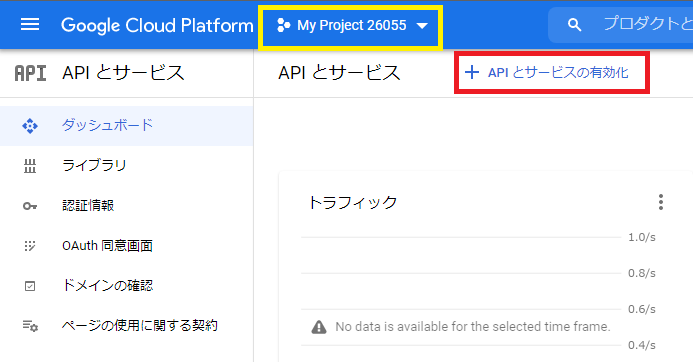 Google Cloud Platform
My Project 26055
プロダクトと
API
API とサービス
API とサービス
+ API とサービスの有効化
ダッシュボード
ライブラリ
認証情報
OAuth 同意画面
ドメインの確認
ページの使用に関する契約
トラフィック
1.0/s
0.8/s
0.6/s
No data is available for the selected time frame.
0.4/s